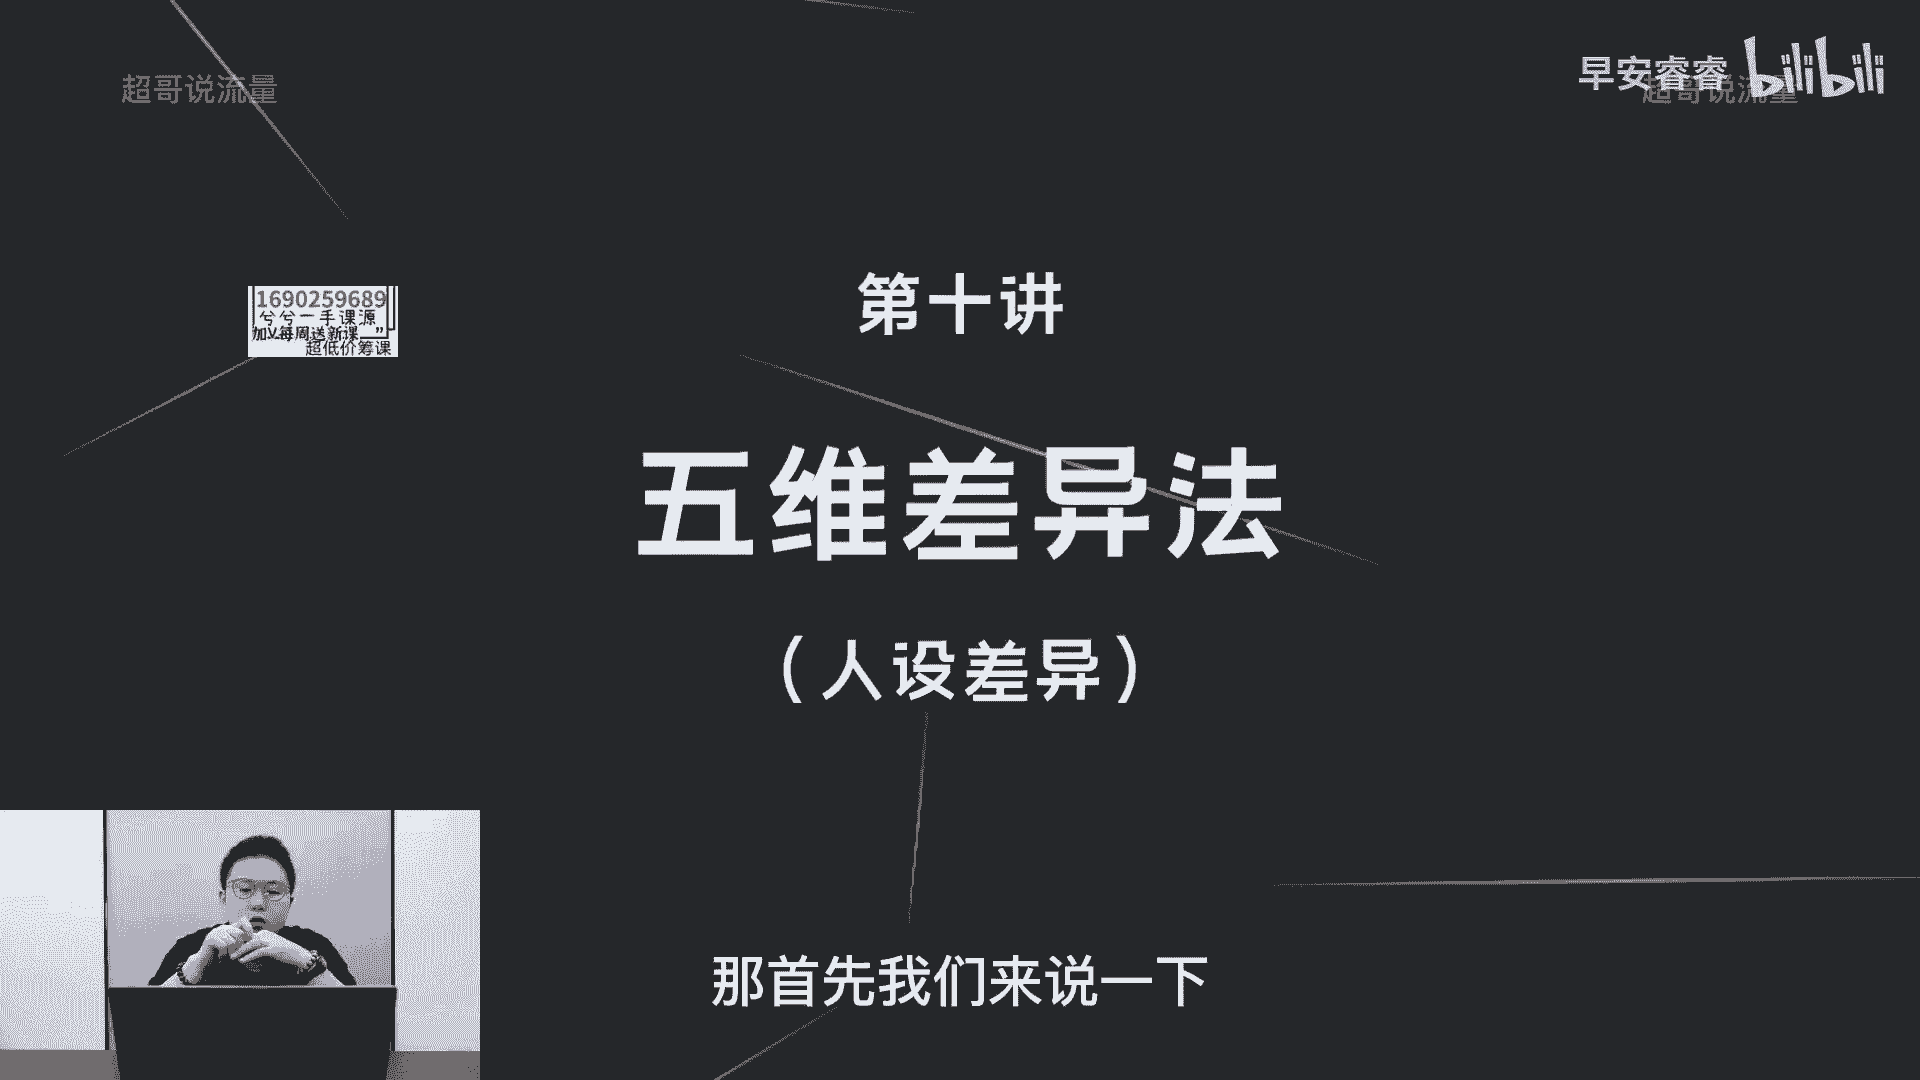 超哥说流量
早安睿睿 bilibili
超哥说流量
第十讲
1690259689
兮兮一手课源
加V每周送新课
超低价筹课
五维差异法
（人设差异）
那首先我们来说一下